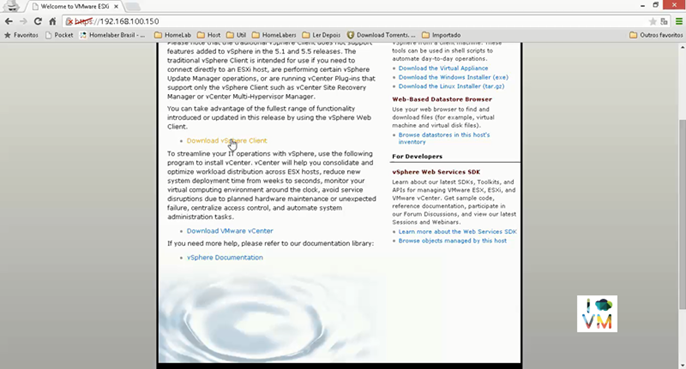 Welcome to VMware ESXi
https://192.168.100.150
Favoritos
Pocket
Homelaber Brasil -
HomeLab
Host
Util
HomeLabers
Ler Depois
Download Torrents.
Importado
Outros favoritos
Please note that the traditional vSphere Client does not support
features added to vSphere in the 5.1 and 5.5 releases. The
traditional vSphere Client is intended for use if you need to
connect directly to an ESXi host, are performing certain vSphere
Update Manager operations, or are running vCenter Plug-ins that
support only the vSphere Client such as vCenter Site Recovery
Manager or vCenter Multi-Hypervisor Manager.
You can take advantage of the fullest range of functionality
introduced or updated in this release by using the vSphere Web
Client.
Download vSphere Client
To streamline your IT operations with vSphere, use the following
program to install vCenter. vCenter will help you consolidate and
optimize workload distribution across ESX hosts, reduce new
system deployment time from weeks to seconds, monitor your
virtual computing environment around the clock, avoid service
disruptions due to planned hardware maintenance or unexpected
failure, centralize access control, and automate system
administration tasks.
Download VMware vCenter
If you need more help, please refer to our documentation library:
vSphere Documentation
vSphere from a client machine. These
tools can be used in shell scripts to
automate day-to-day operations.
Download the Virtual Appliance
Download the Windows Installer (exe)
Download the Linux Installer (tar.gz)
Web-Based Datastore Browser
Use your web browser to find and
download files (for example, virtual
machine and virtual disk files).
Browse datastores in this host's
inventory
For Developers
vSphere Web Services SDK
Learn about our latest SDKs, Toolkits, and
APIs for managing VMware ESX, ESXi, and
VMware vCenter. Get sample code,
reference documentation, participate in
our Forum Discussions, and view our latest
Sessions and Webinars.
Learn more about the Web Services SDK
Browse objects managed by this host
I
VM